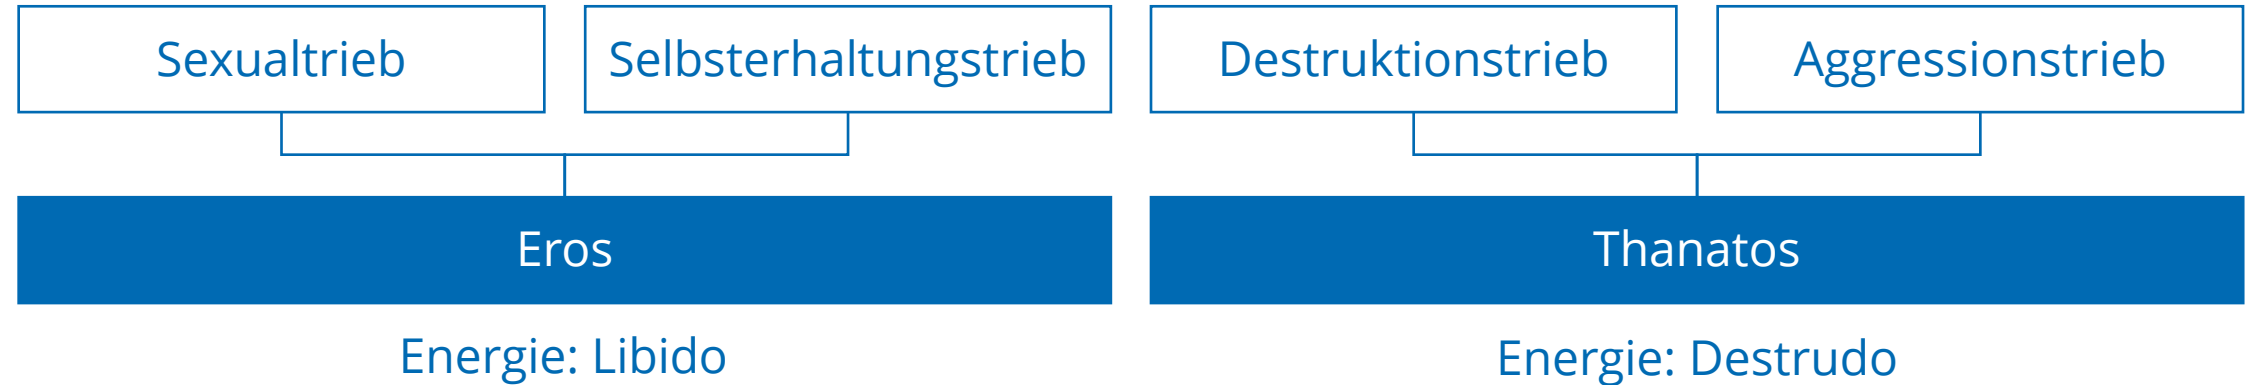 Sexualtrieb
Selbsterhaltungstrieb
Destruktionstrieb
Aggressionstrieb
Eros
Thanatos
Energie: Libido
Energie: Destrudo